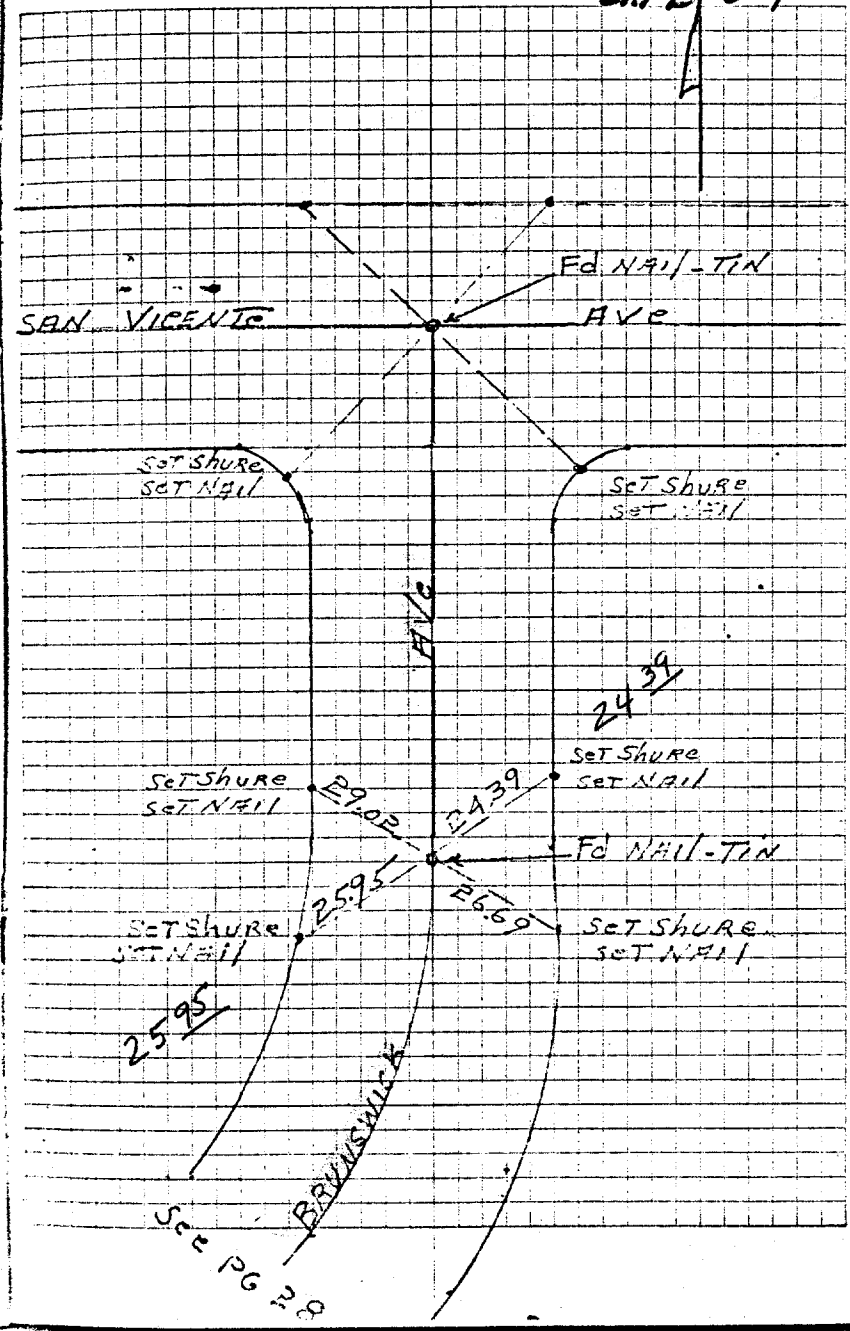 Fd NAIl-TIN
SAN VICENTE AVe
SeT Shure
SeT NAIl
SeT Shure
SeT NAIl
AVe
24 39
SeT Shure
SeT NAIl
SeT Shure
SeT NAIl
29.02
24.39
Fd NAIl-TIN
25.95
26.69
SeT Shure
SeT NAIl
SeT Shure
SeT NAIl
25 95
BRUNSWICK
See PG 28